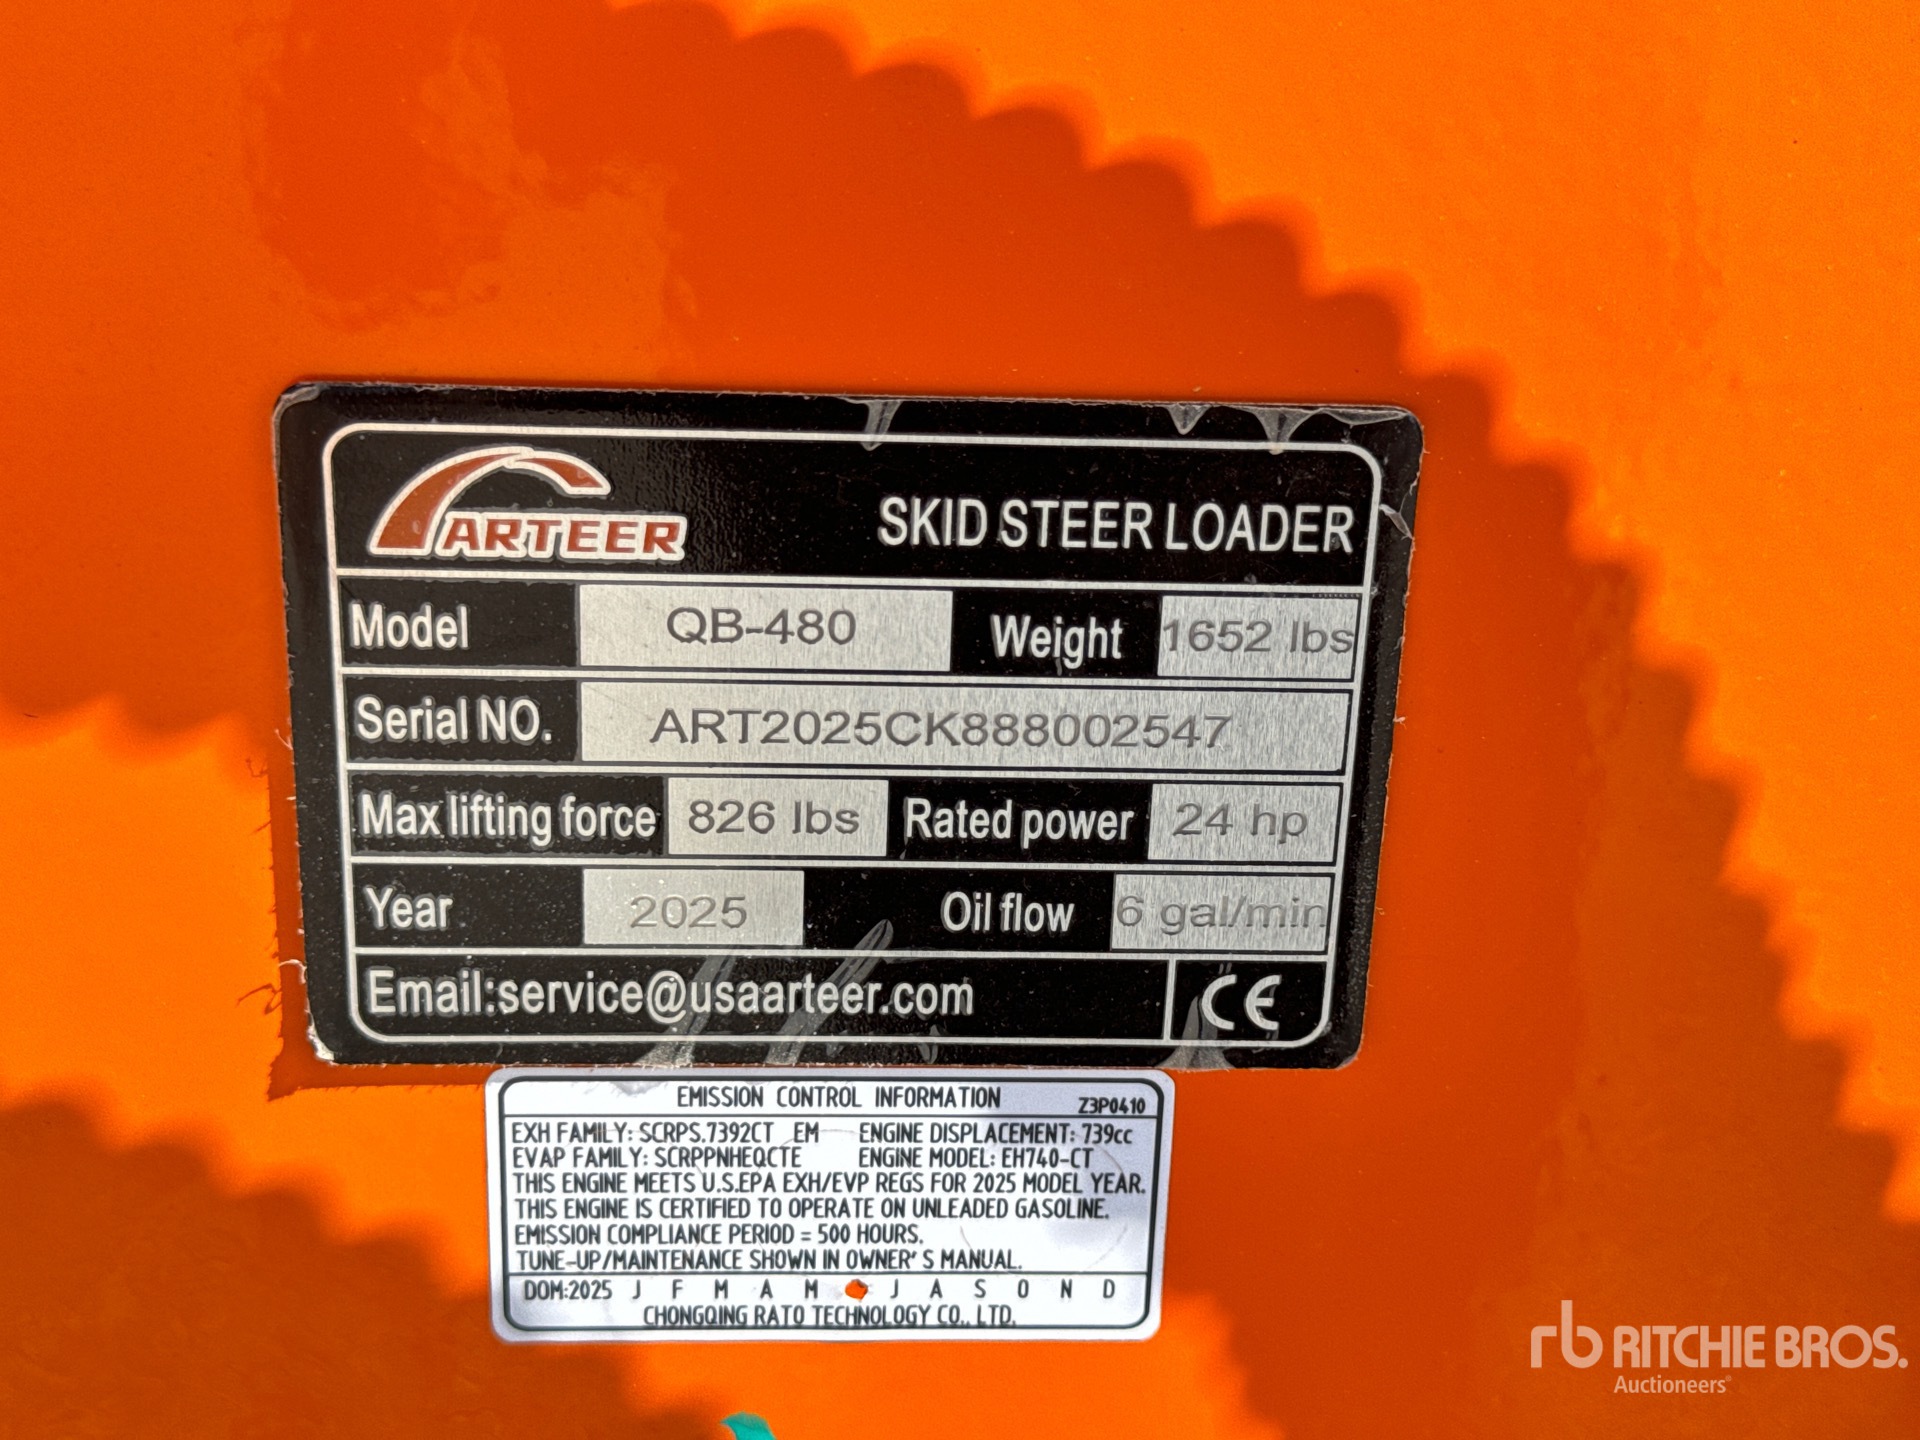 ARTEER
SKID STEER LOADER
Model QB-480 Weight 1652 lbs
Serial NO. ART2025CK888002547
Max lifting force 826 lbs Rated power 24 hp
Year 2025 Oil flow 6 gal/min
Email:service@usaarteer.com CE
EMISSION CONTROL INFORMATION Z3P0410
EXH FAMILY: SCRPS.7392CT EM ENGINE DISPLACEMENT: 739cc
EVAP FAMILY: SCRPPNHEQCTE ENGINE MODEL: EH740-CT
THIS ENGINE MEETS U.S.EPA EXH/EVP REGS FOR 2025 MODEL YEAR.
THIS ENGINE IS CERTIFIED TO OPERATE ON UNLEADED GASOLINE.
EMISSION COMPLIANCE PERIOD = 500 HOURS.
TUNE-UP/MAINTENANCE SHOWN IN OWNER'S MANUAL.
DOM:2025 J F M A M J A S O N D
CHONGQING RATO TECHNOLOGY CO., LTD.
rb RITCHIE BROS.
Auctioneers